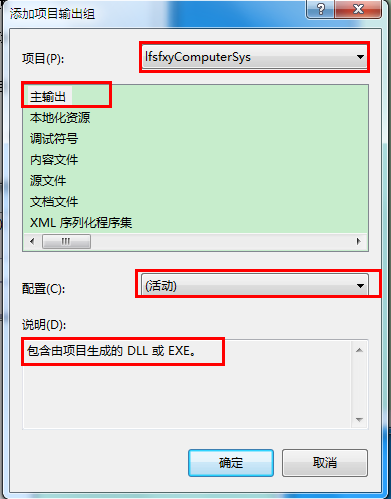 添加项目输出组
项目(P):
lfsfxyComputerSys
主输出
本地化资源
调试符号
内容文件
源文件
文档文件
XML 序列化程序集
配置(C):
(活动)
说明(D):
包含由项目生成的 DLL 或 EXE。
确定
取消